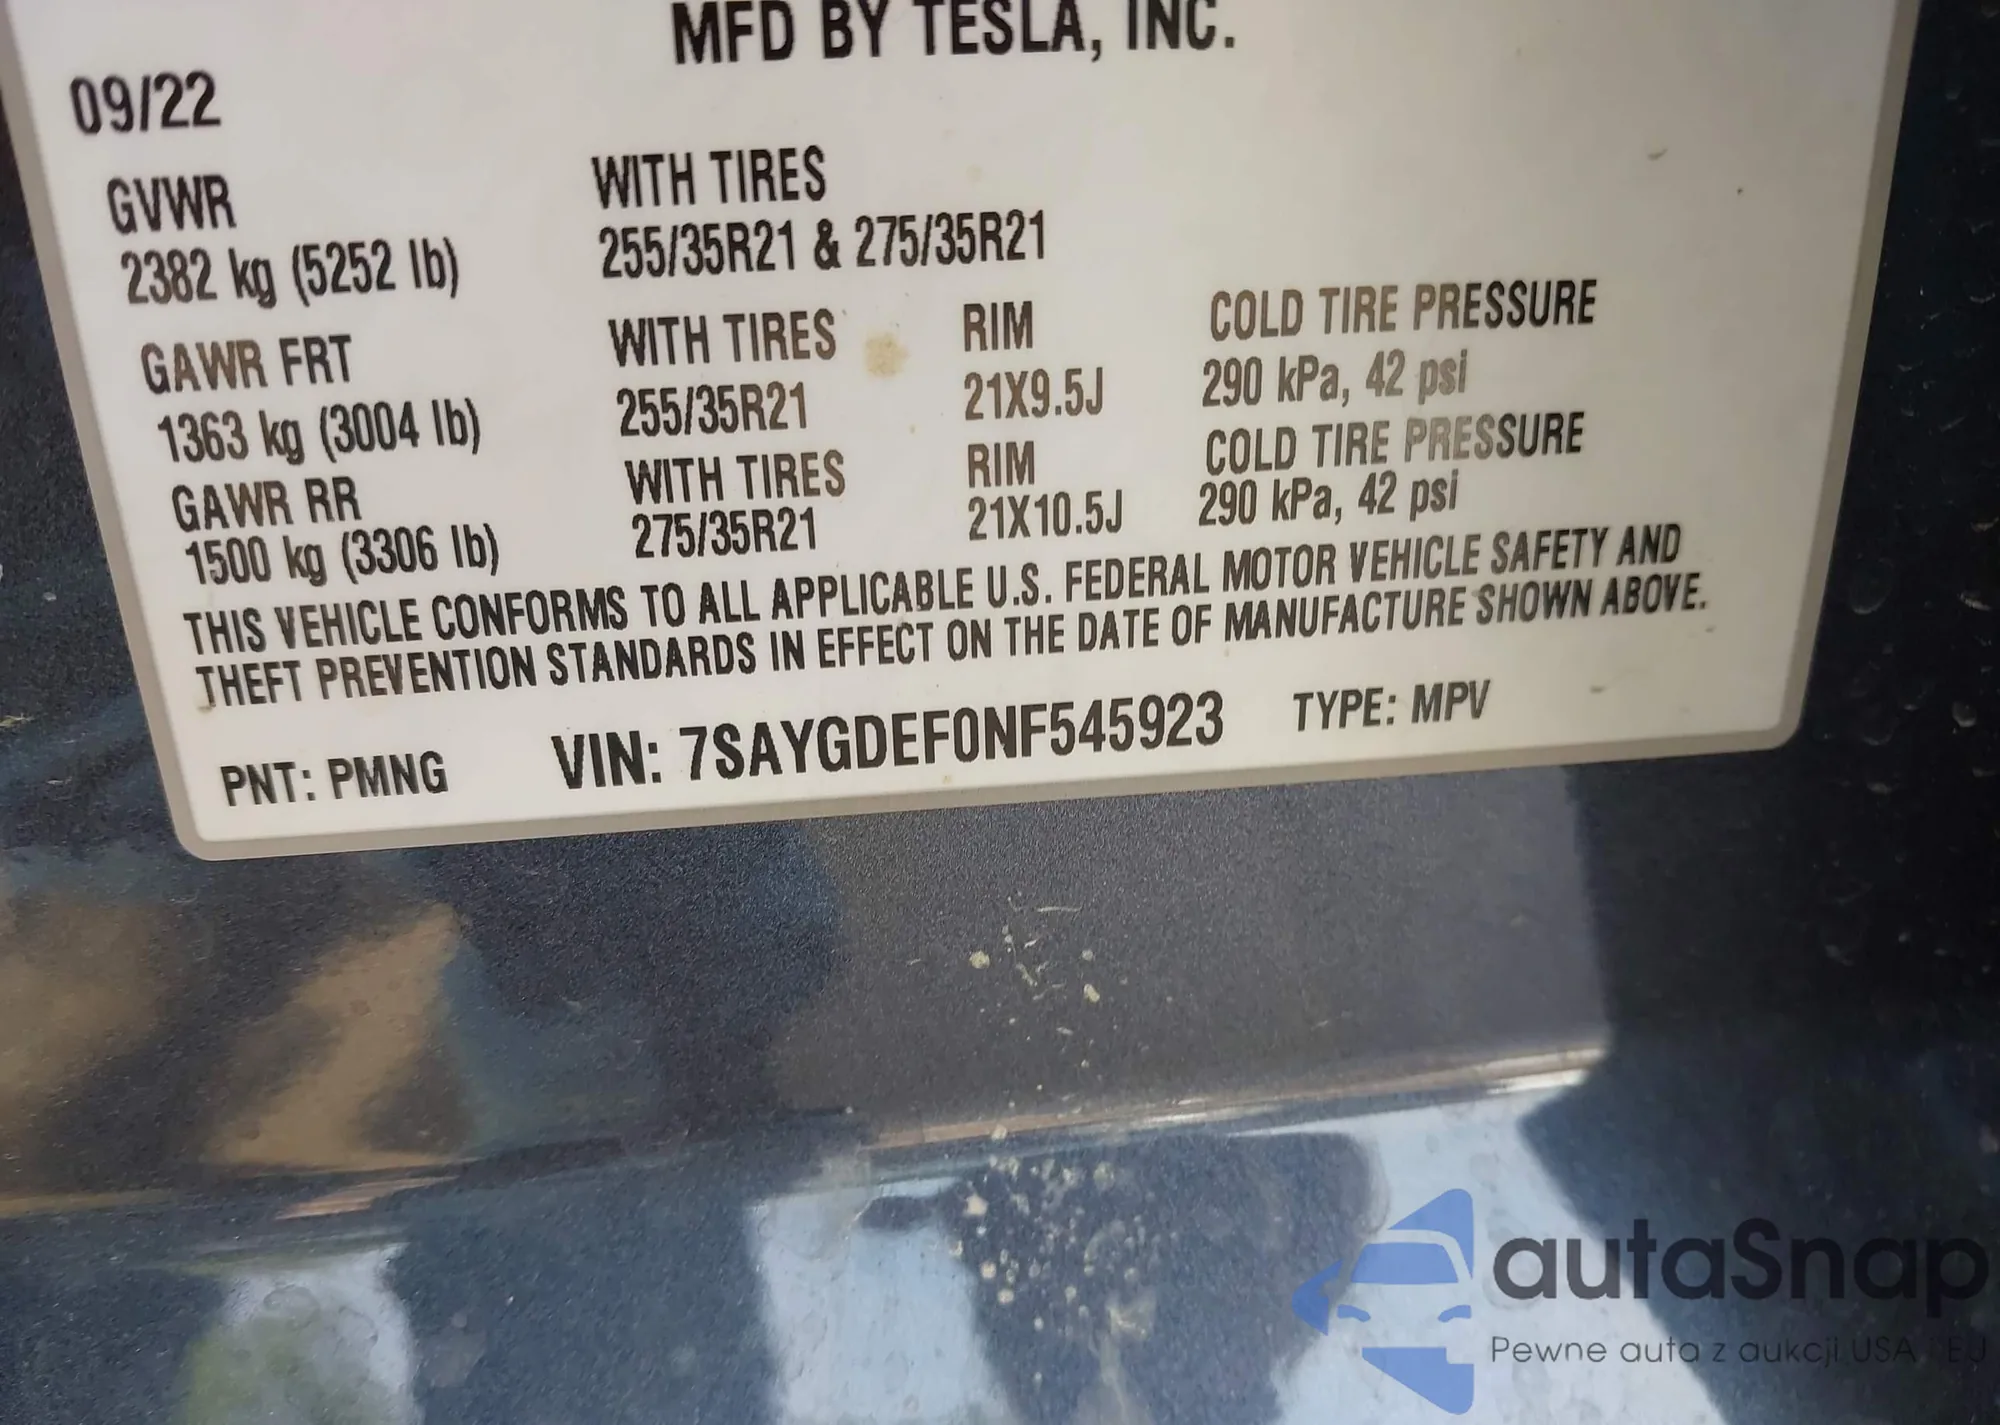 MFD BY TESLA, INC.
09/22
GVWR WITH TIRES
2382 kg (5252 lb) 255/35R21 & 275/35R21
GAWR FRT WITH TIRES RIM COLD TIRE PRESSURE
1363 kg (3004 lb) 255/35R21 21X9.5J 290 kPa, 42 psi
GAWR RR WITH TIRES RIM COLD TIRE PRESSURE
1500 kg (3306 lb) 275/35R21 21X10.5J 290 kPa, 42 psi
THIS VEHICLE CONFORMS TO ALL APPLICABLE U.S. FEDERAL MOTOR VEHICLE SAFETY AND
THEFT PREVENTION STANDARDS IN EFFECT ON THE DATE OF MANUFACTURE SHOWN ABOVE.
PNT: PMNG VIN: 7SAYGDEF0NF545923 TYPE: MPV
autaSnap
Pewne auta z aukcji USA i EU